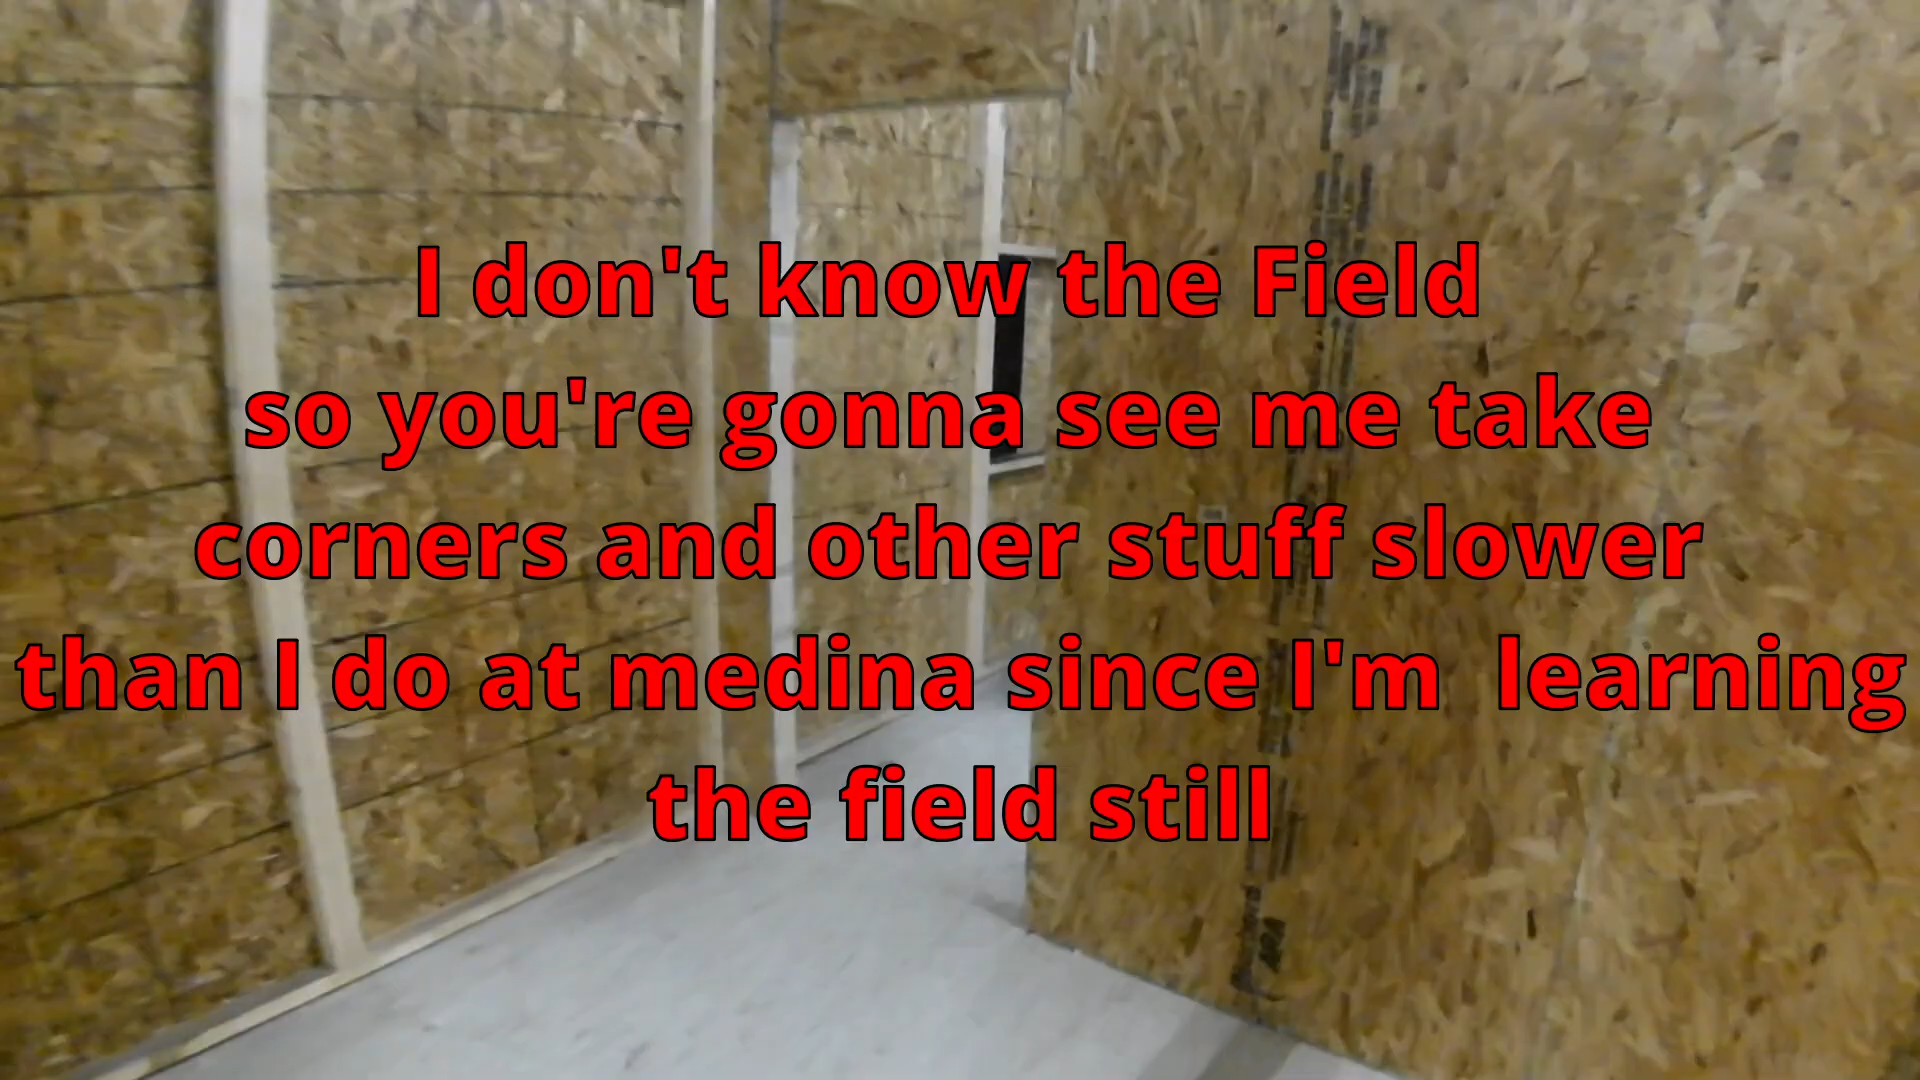 I don't know the Field
so you're gonna see me take
corners and other stuff slower
than I do at medina since I'm  learning
the field still